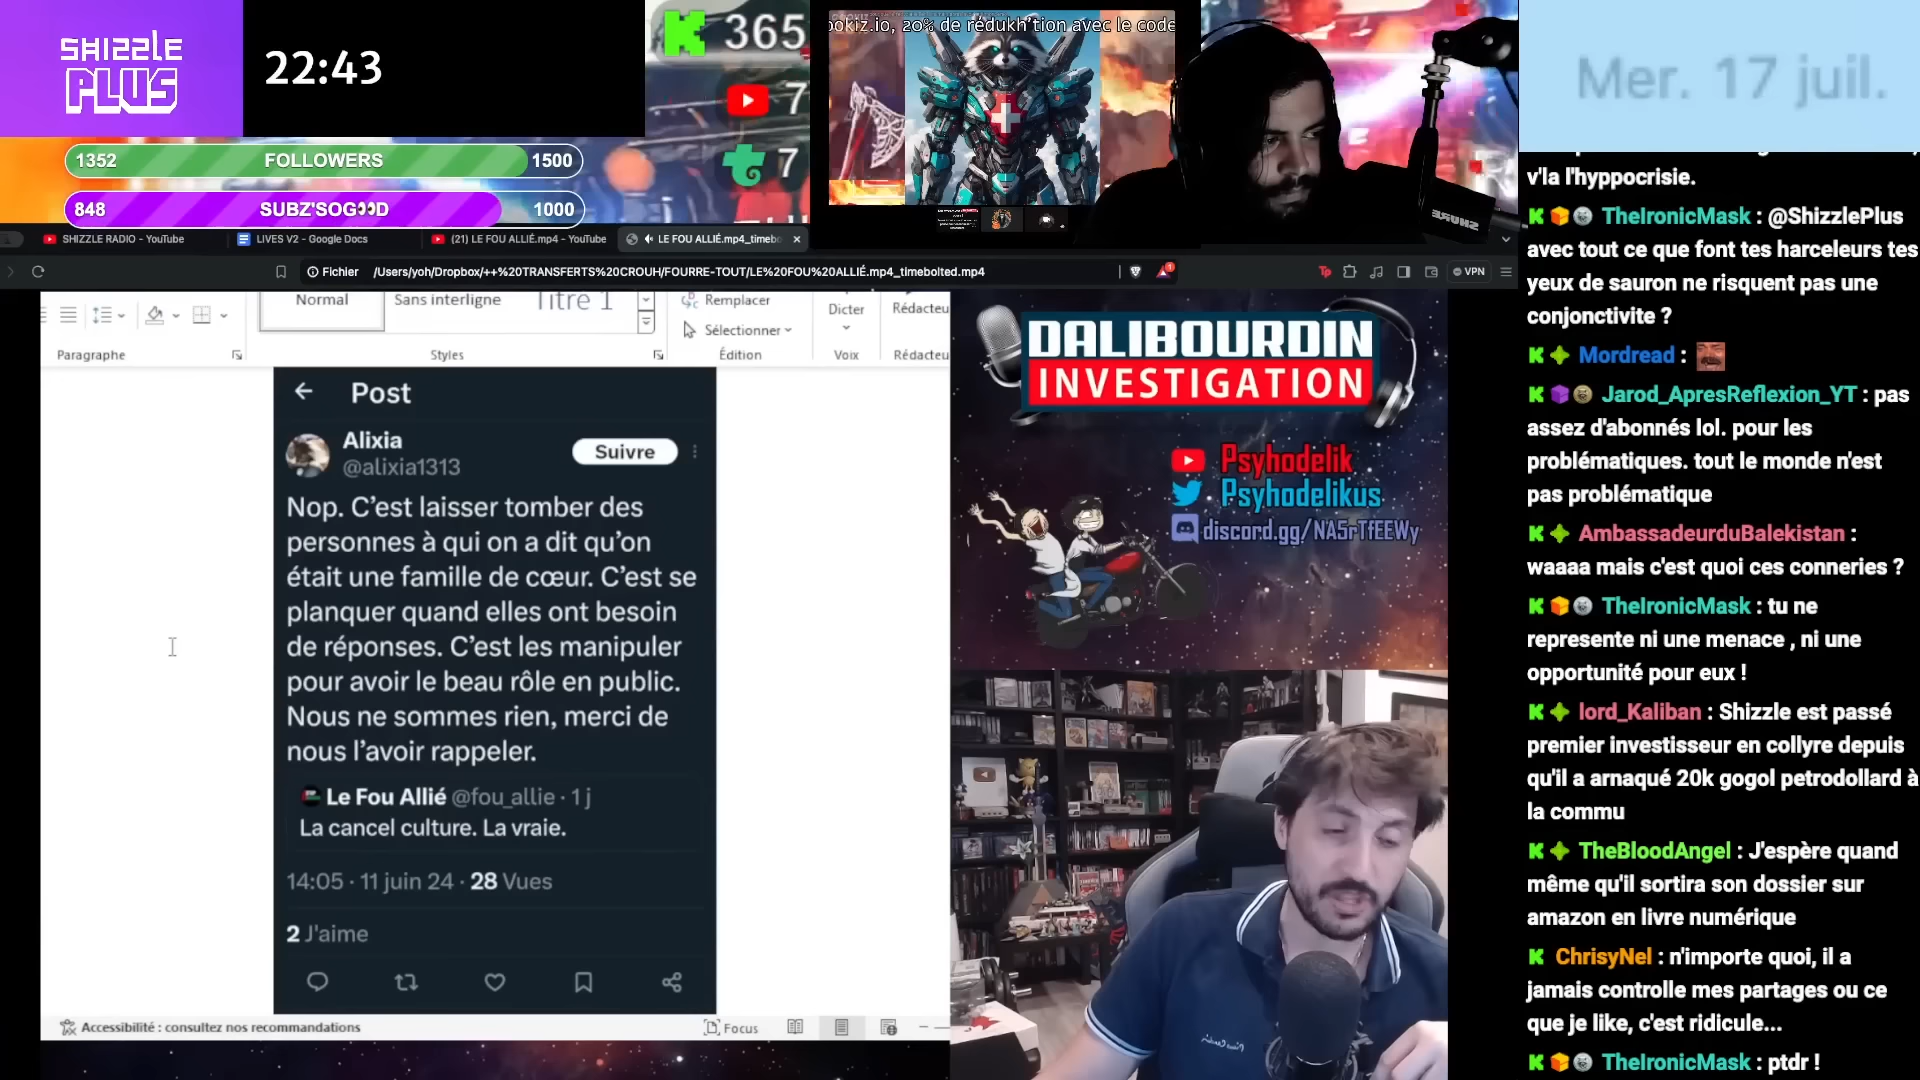 SHIZZLE
PLUS
22:43
365
7
7
ookiz.io, 20% de rédukh'tion avec le code
Mer. 17 juil.
1352 FOLLOWERS 1500
848 SUBZ'SOG👀D 1000
SHURE
SHIZZLE RADIO - YouTube
LIVES V2 - Google Docs
(21) LE FOU ALLIÉ.mp4 - YouTube
LE FOU ALLIÉ.mp4_timebo
Fichier /Users/yoh/Dropbox/++%20TRANSFERTS%20CROUH/FOURRE-TOUT/LE%20FOU%20ALLIÉ.mp4_timebolted.mp4
1
VPN
Normal
Sans interligne
Titre 1
Remplacer
Sélectionner
Dicter
Rédacteu
Paragraphe
Styles
Édition
Voix
Rédacteu
Post
Alixia
@alixia1313
Suivre
Nop. C'est laisser tomber des
personnes à qui on a dit qu'on
était une famille de cœur. C'est se
planquer quand elles ont besoin
de réponses. C'est les manipuler
pour avoir le beau rôle en public.
Nous ne sommes rien, merci de
nous l'avoir rappeler.
Le Fou Allié @fou_allie · 1 j
La cancel culture. La vraie.
14:05 · 11 juin 24 · 28 Vues
2 J'aime
Accessibilité : consultez nos recommandations
Focus
DALIBOURDIN
INVESTIGATION
Psyhodelik
Psyhodelikus
discord.gg/NA5rTfEEWy
v'la l'hyppocrisie.
TheIronicMask : @ShizzlePlus
avec tout ce que font tes harceleurs tes
yeux de sauron ne risquent pas une
conjonctivite ?
Mordread :
Jarod_ApresReflexion_YT : pas
assez d'abonnés lol. pour les
problématiques. tout le monde n'est
pas problématique
AmbassadeurduBalekistan :
waaaa mais c'est quoi ces conneries ?
TheIronicMask : tu ne
represente ni une menace , ni une
opportunité pour eux !
lord_Kaliban : Shizzle est passé
premier investisseur en collyre depuis
qu'il a arnaqué 20k gogol petrodollard à
la commu
TheBloodAngel : J'espère quand
même qu'il sortira son dossier sur
amazon en livre numérique
ChrisyNel : n'importe quoi, il a
jamais controlle mes partages ou ce
que je like, c'est ridicule...
TheIronicMask : ptdr !